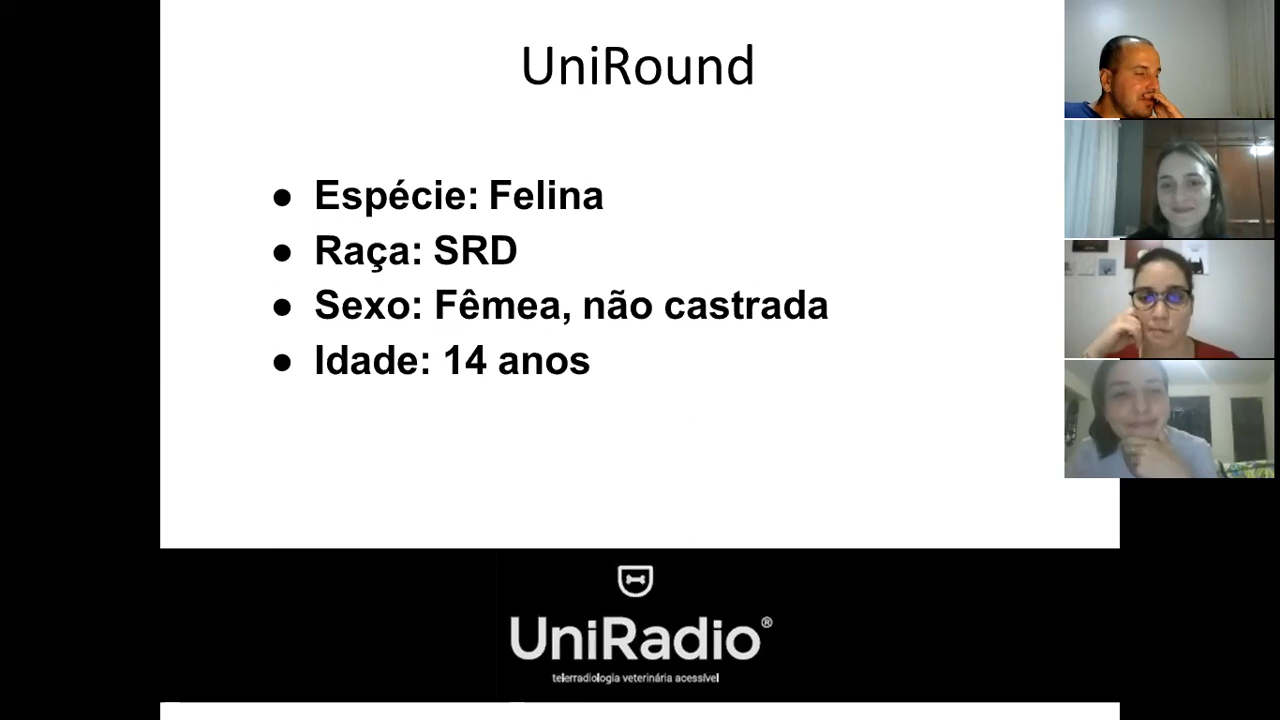 UniRound
● Espécie: Felina
● Raça: SRD
● Sexo: Fêmea, não castrada
● Idade: 14 anos
UniRadio®
telerradiologia veterinária acessível